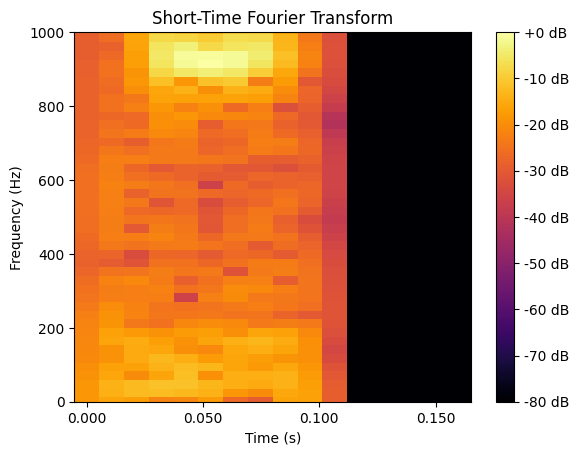 Short-Time Fourier Transform
1000
800
600
400
200
0
Frequency (Hz)
0.000
0.050
0.100
0.150
Time (s)
+0 dB
-10 dB
-20 dB
-30 dB
-40 dB
-50 dB
-60 dB
-70 dB
-80 dB